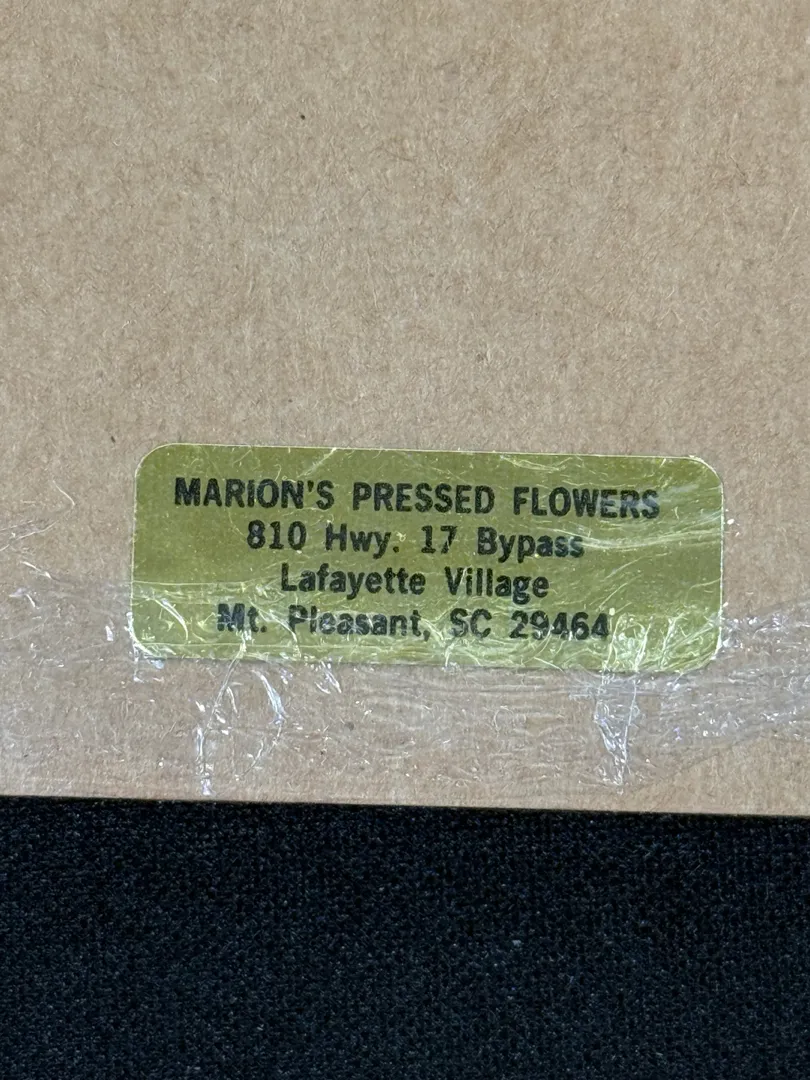 MARION'S PRESSED FLOWERS
810 Hwy. 17 Bypass
Lafayette Village
Mt. Pleasant, SC 29464